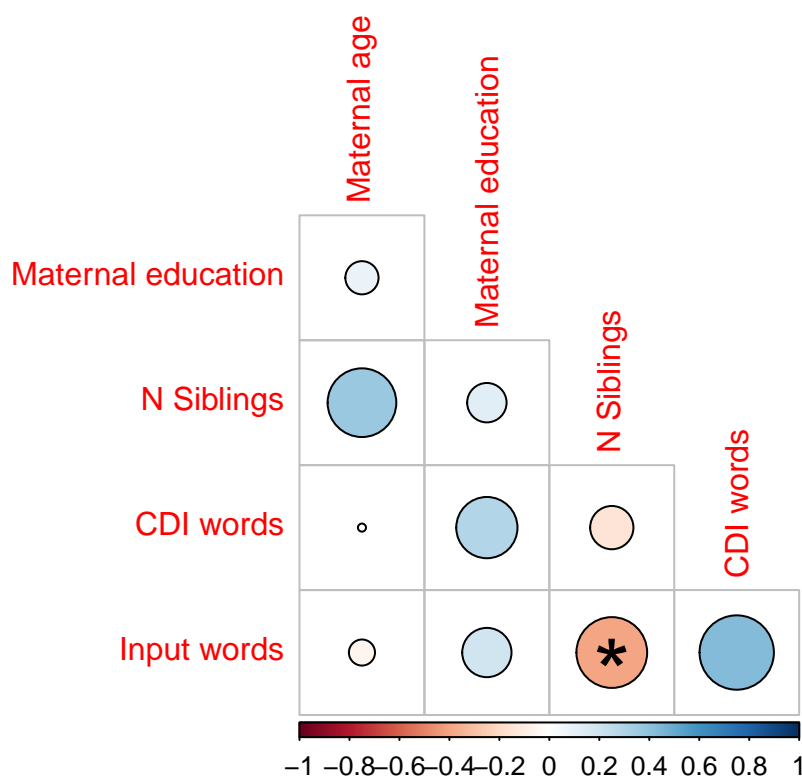 Maternal age
Maternal education
N Siblings
CDI words
Maternal education
N Siblings
CDI words
Input words
*
−1 −0.8 −0.6 −0.4 −0.2 0 0.2 0.4 0.6 0.8 1